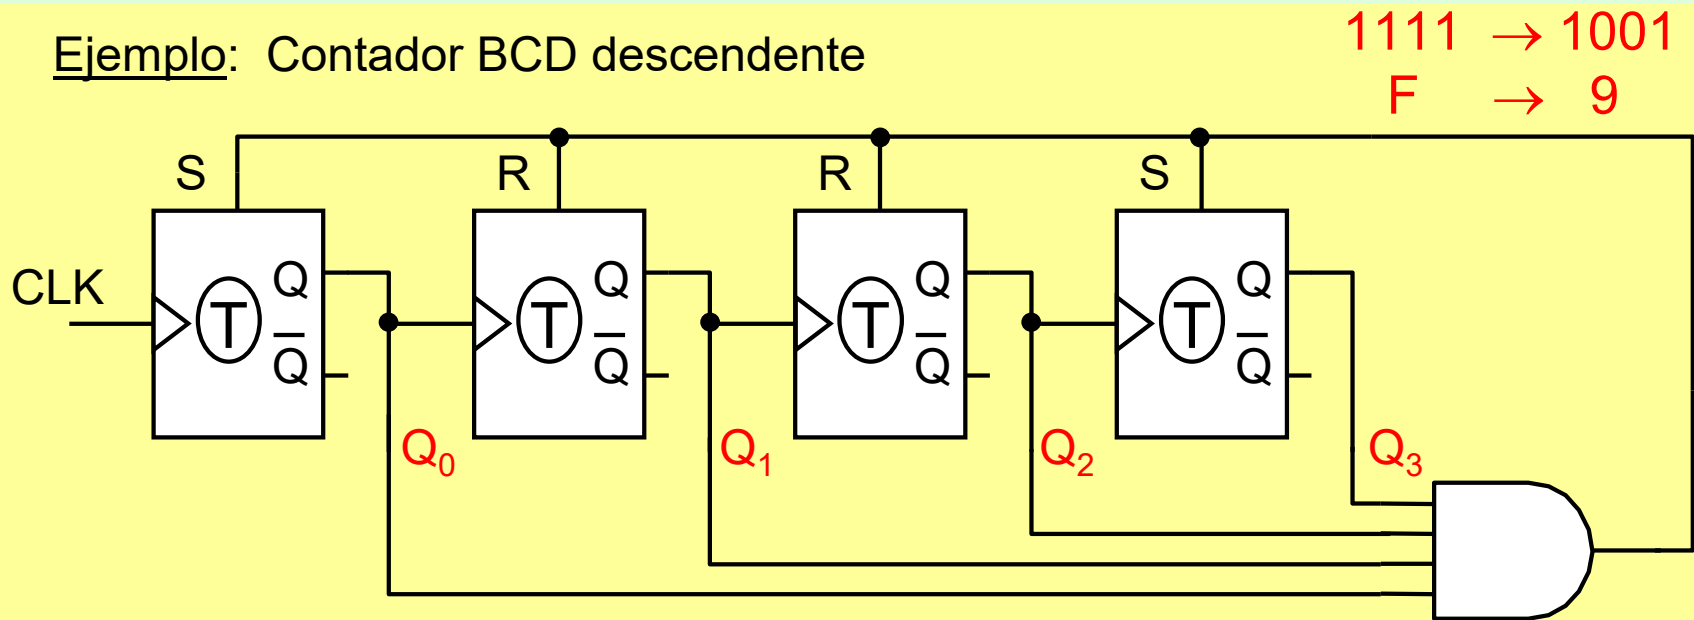 Ejemplo: Contador BCD descendente
1111 → 1001
F → 9
S R R S
CLK
T Q T Q T Q T Q
Q̅ Q̅ Q̅ Q̅
Q₀ Q₁ Q₂ Q₃